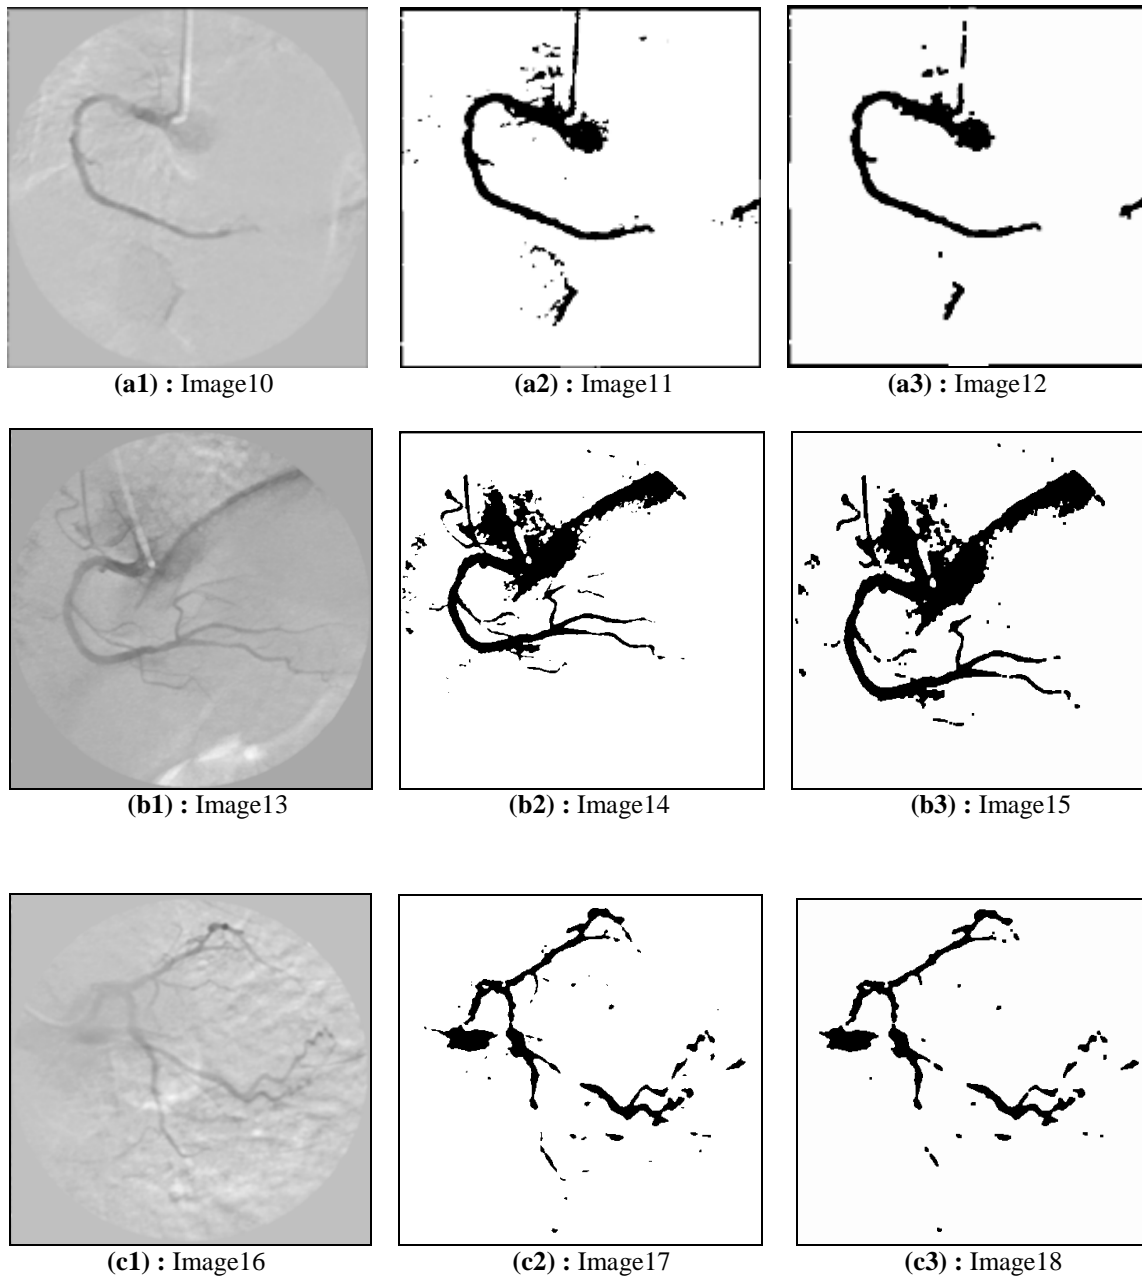 (a1) : Image10
(a2) : Image11
(a3) : Image12
(b1) : Image13
(b2) : Image14
(b3) : Image15
(c1) : Image16
(c2) : Image17
(c3) : Image18